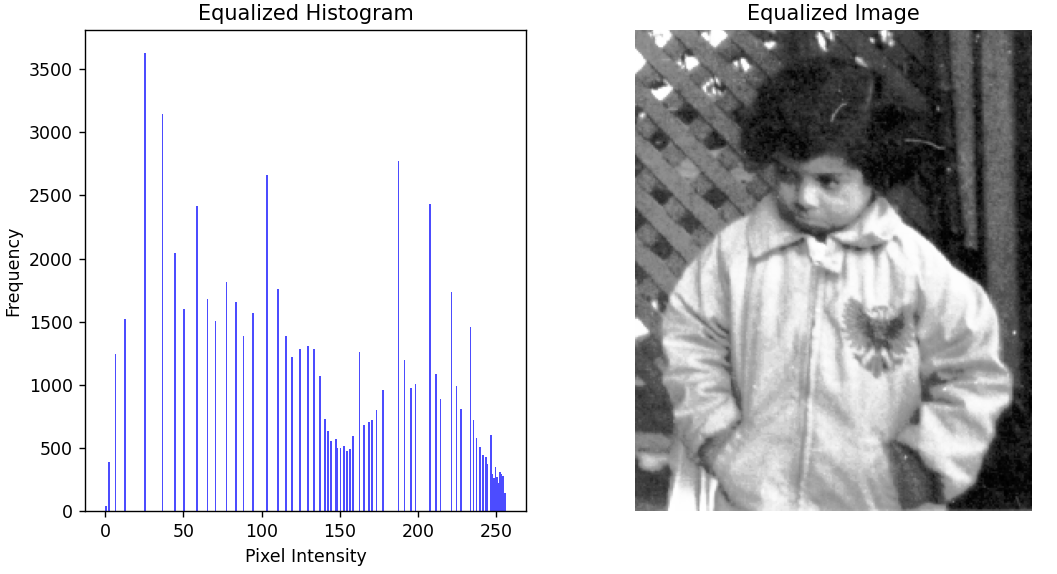 Equalized Histogram
Equalized Image
3500
3000
2500
2000
1500
1000
500
0
Frequency
0 50 100 150 200 250
Pixel Intensity